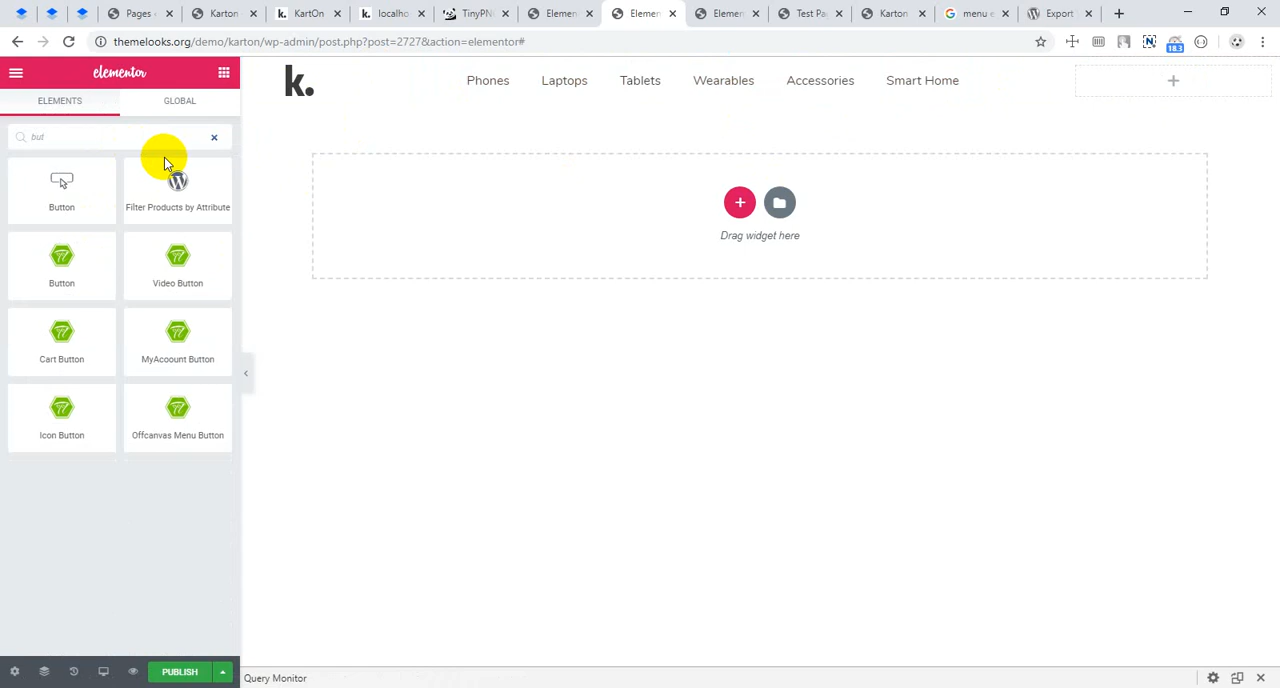 Pages ‹
Karton
KartOn
localho
TinyPN
Elemen
Elemen
Elemen
Test Pa
Karton
menu e
Export
themelooks.org/demo/karton/wp-admin/post.php?post=2727&action=elementor#
18.3
elementor
ELEMENTS
GLOBAL
but
Button
Filter Products by Attribute
Button
Video Button
Cart Button
MyAcoount Button
Icon Button
Offcanvas Menu Button
PUBLISH
k.
Phones
Laptops
Tablets
Wearables
Accessories
Smart Home
Drag widget here
Query Monitor